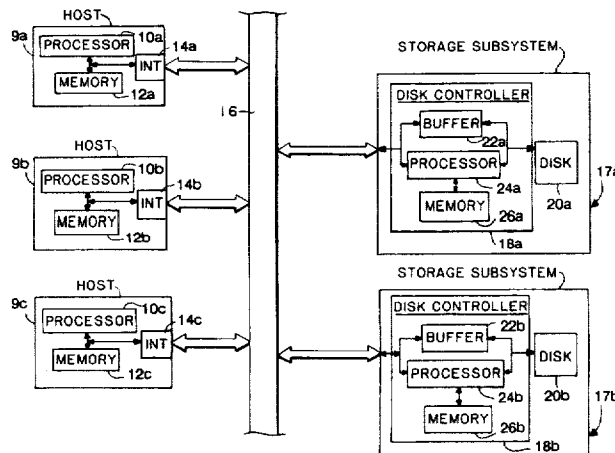 HOST
9a
PROCESSOR
10a
14a
INT
MEMORY
12a
HOST
9b
PROCESSOR
10b
14b
INT
MEMORY
12b
HOST
9c
PROCESSOR
10c
14c
INT
MEMORY
12c
16
STORAGE SUBSYSTEM
DISK CONTROLLER
BUFFER
22a
PROCESSOR
24a
MEMORY
26a
18a
DISK
20a
17a
STORAGE SUBSYSTEM
DISK CONTROLLER
22b
BUFFER
PROCESSOR
24b
MEMORY
26b
18b
DISK
20b
17b